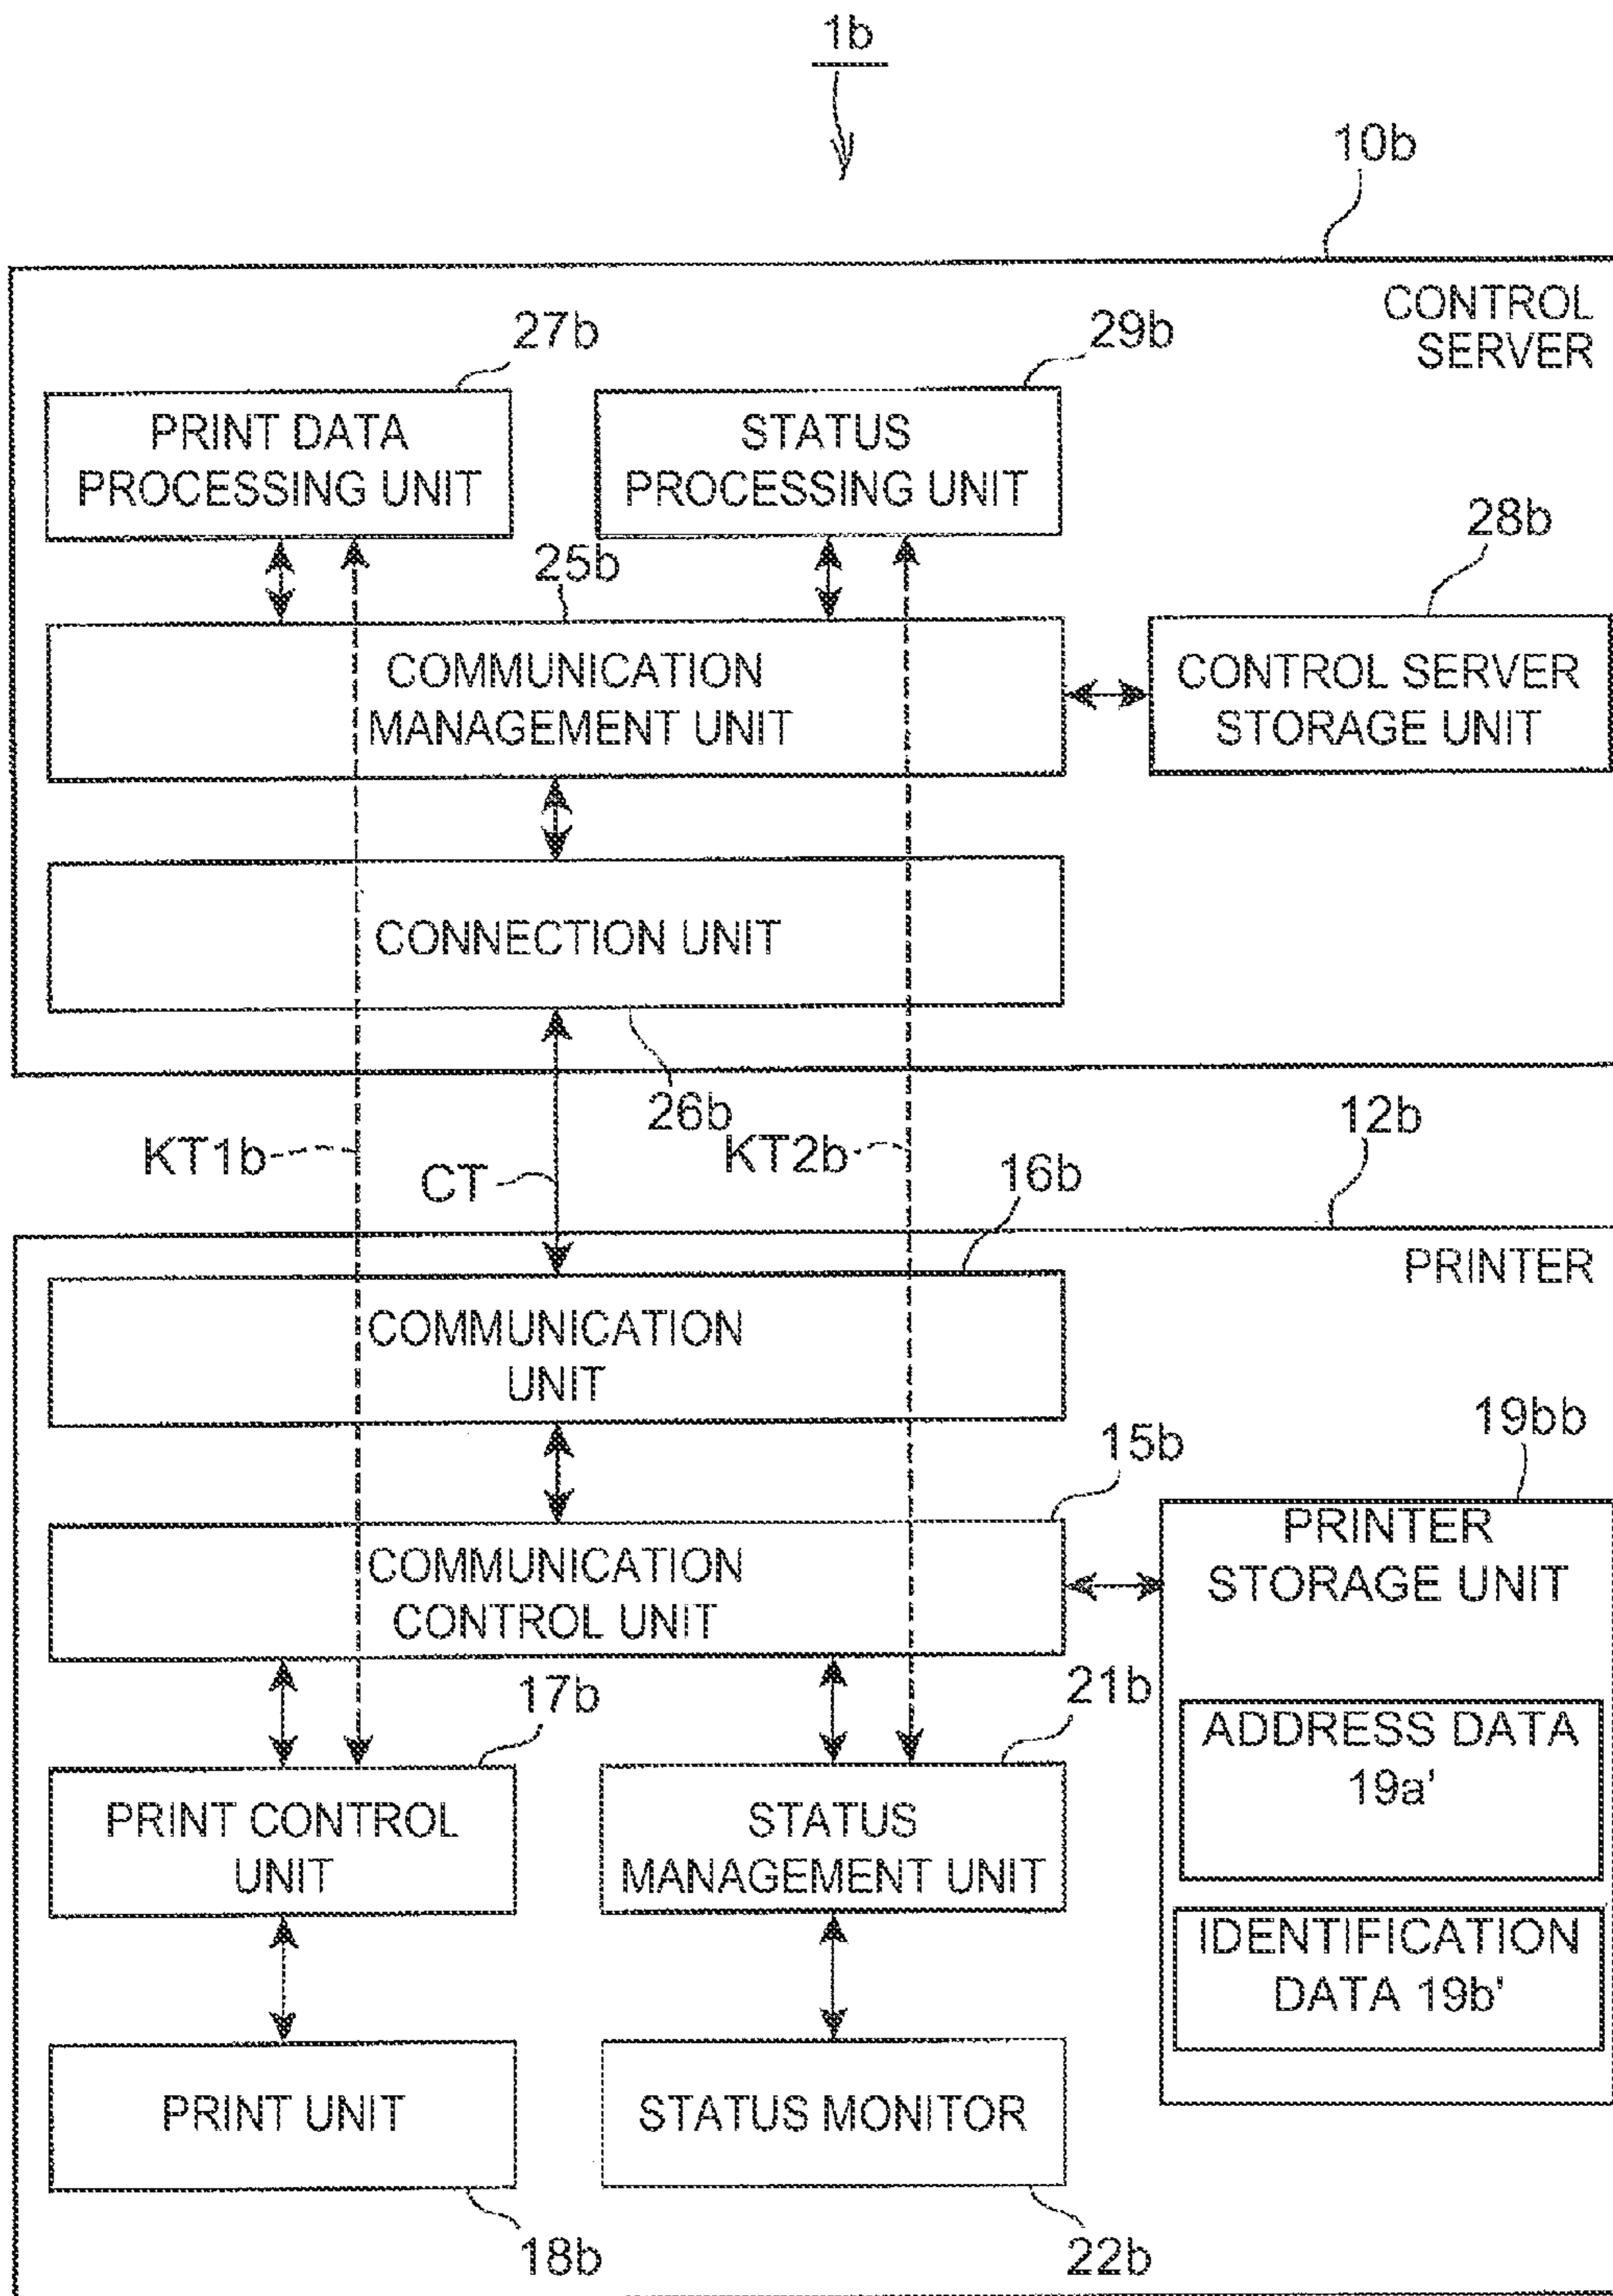 1b
10b
CONTROL
SERVER
27b
29b
PRINT DATA
PROCESSING UNIT
STATUS
PROCESSING UNIT
28b
25b
COMMUNICATION
MANAGEMENT UNIT
CONTROL SERVER
STORAGE UNIT
CONNECTION UNIT
26b
12b
KT1b
CT
KT2b
16b
PRINTER
COMMUNICATION
UNIT
19bb
15b
COMMUNICATION
CONTROL UNIT
PRINTER
STORAGE UNIT
17b
21b
ADDRESS DATA
19a'
PRINT CONTROL
UNIT
STATUS
MANAGEMENT UNIT
IDENTIFICATION
DATA 19b'
PRINT UNIT
STATUS MONITOR
18b
22b